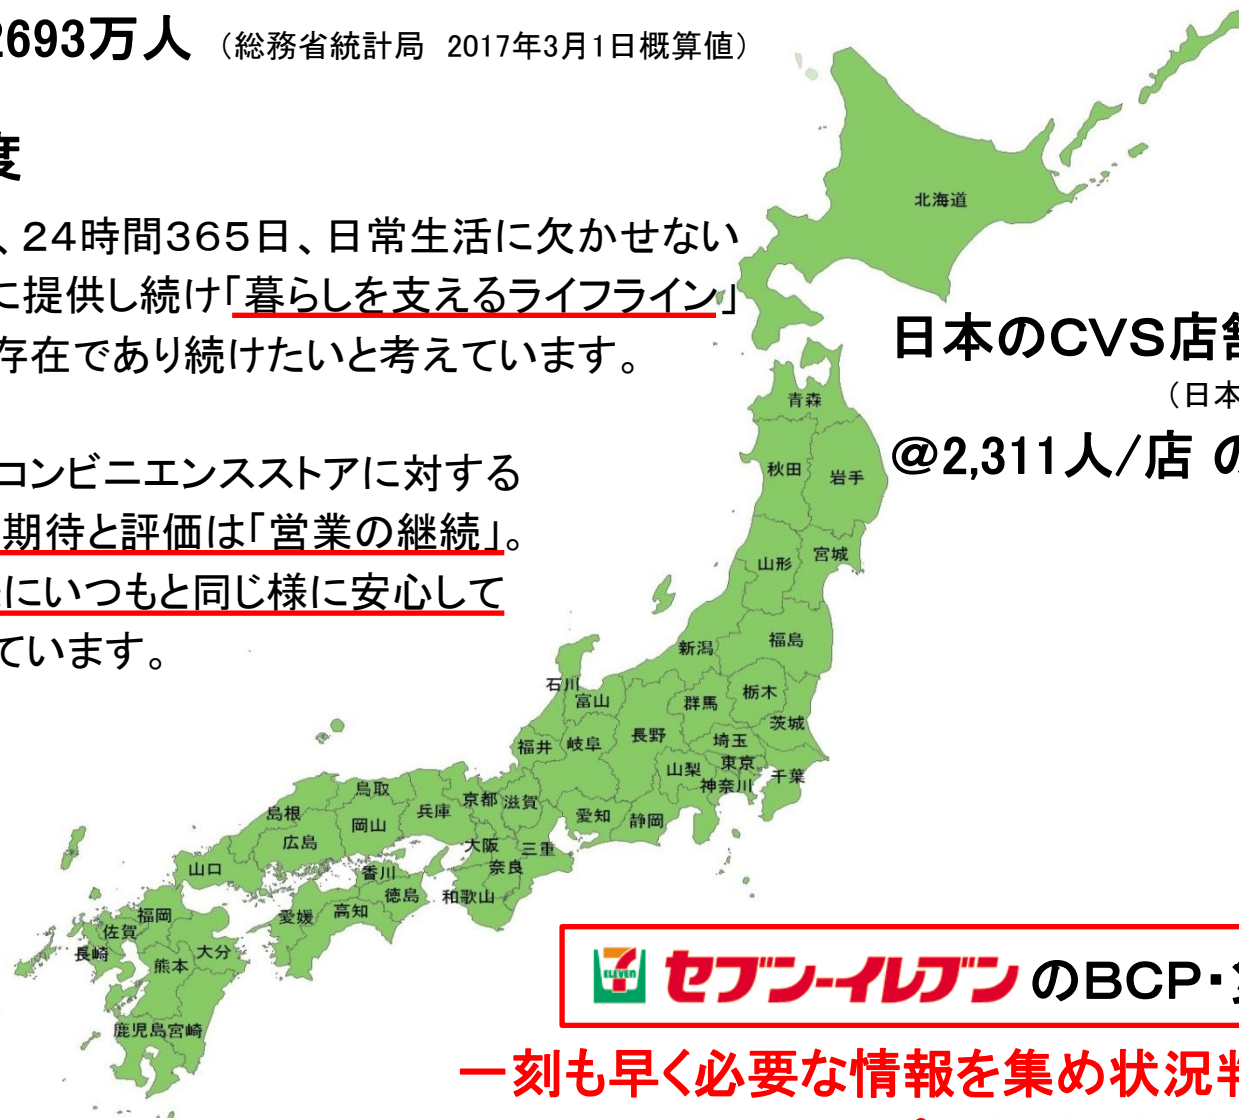 2693万人 （総務省統計局 2017年3月1日概算値）
度
、24時間365日、日常生活に欠かせない
に提供し続け「暮らしを支えるライフライン」
存在であり続けたいと考えています。
コンビニエンスストアに対する
期待と評価は「営業の継続」。
にいつもと同じ様に安心して
ています。
日本のCVS店
（日本
@2,311人/店 の
北海道
青森
秋田
岩手
山形
宮城
新潟
福島
石川
富山
群馬
栃木
茨城
福井
岐阜
長野
埼玉
山梨
東京
神奈川
千葉
鳥取
島根
岡山
兵庫
京都
滋賀
愛知
静岡
広島
大阪
三重
山口
奈良
香川
徳島
和歌山
愛媛
高知
福岡
佐賀
長崎
大分
熊本
鹿児島
宮崎
7 ELEVEN セブン-イレブン のBCP・
一刻も早く必要な情報を集め状況判